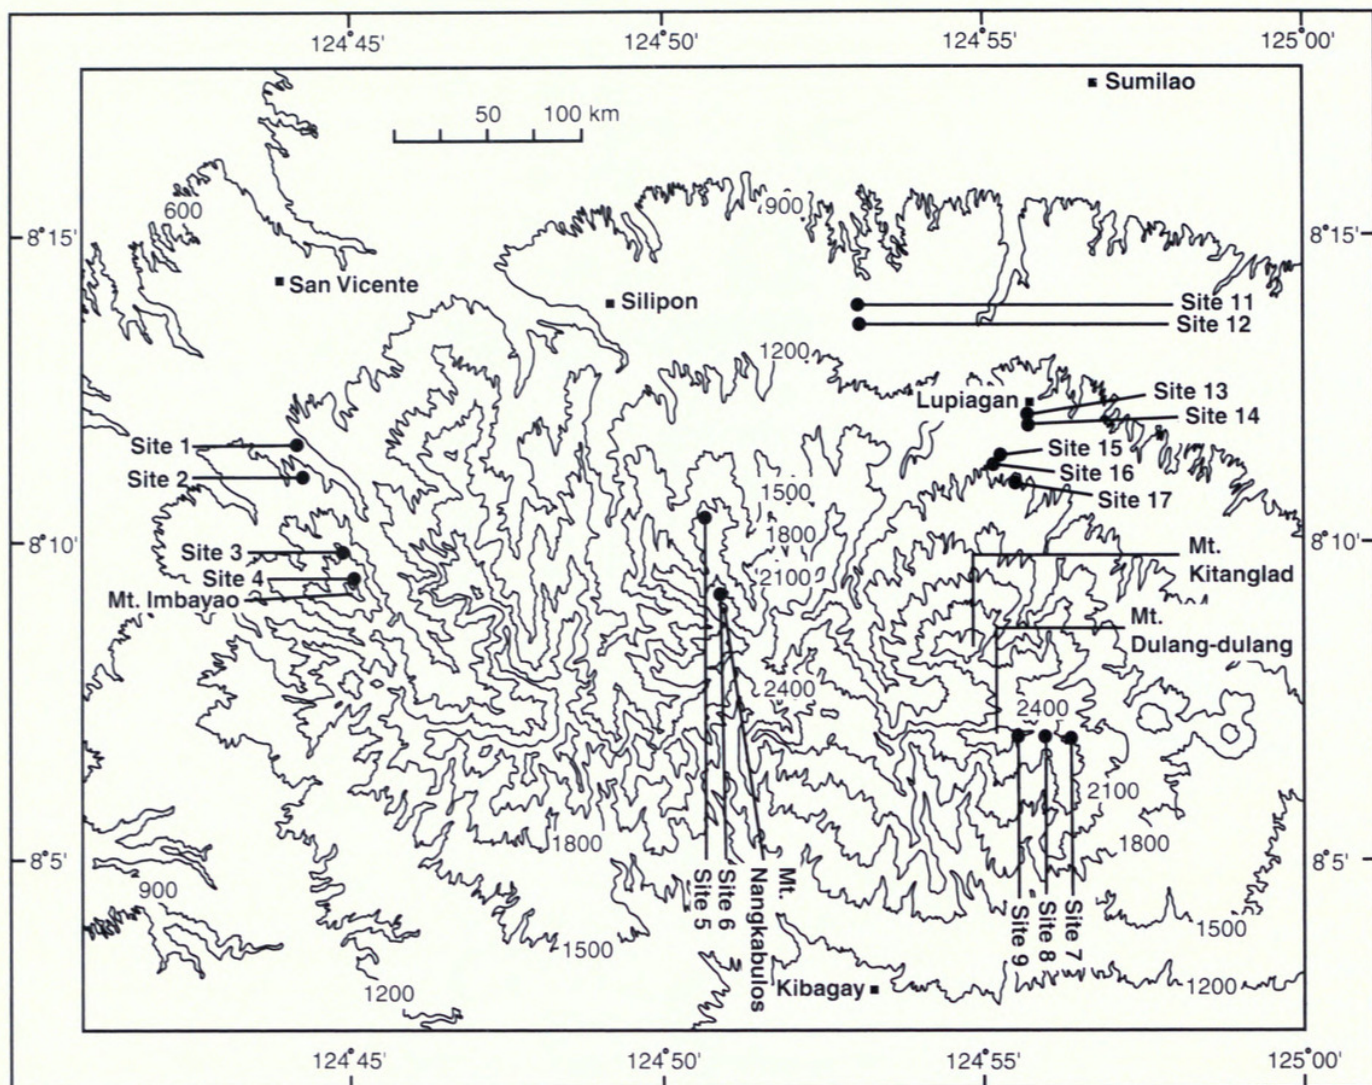 124°45' 124°50' 124°55' 125°00'
Sumilao
50 100 km
600
900
8°15' 8°15'
San Vicente
Silipon
Site 11
Site 12
1200
Lupiagan
Site 13
Site 14
Site 1
Site 15
Site 2
Site 16
Site 17
1500
1800
8°10' 8°10'
Site 3
Mt.
Kitanglad
Site 4
2100
Mt. Imbayao
Mt.
Dulang-dulang
2400
2400
2100
1800
1800
8°5' 8°5'
900
Site 5
Site 6
Mt.
Nangkabulos
Site 9
Site 8
Site 7
1500
1500
1200
Kibagay
1200
124°45' 124°50' 124°55' 125°00'